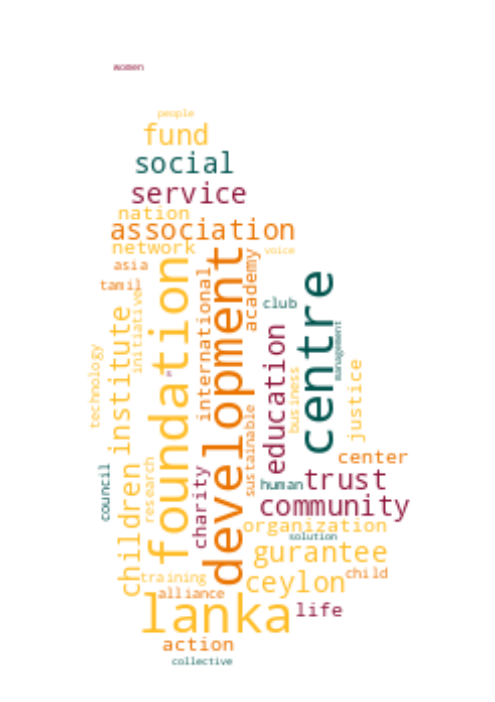 women
people
fund
social
service
nation
association
network
voice
asia
tamil
initiative
foundation
international
development
academy
club
centre
management
technology
institute
education
business
justice
sustainable
center
council
children
research
charity
human
trust
community
organization
solution
gurantee
training
ceylon
child
alliance
lanka
life
action
collective